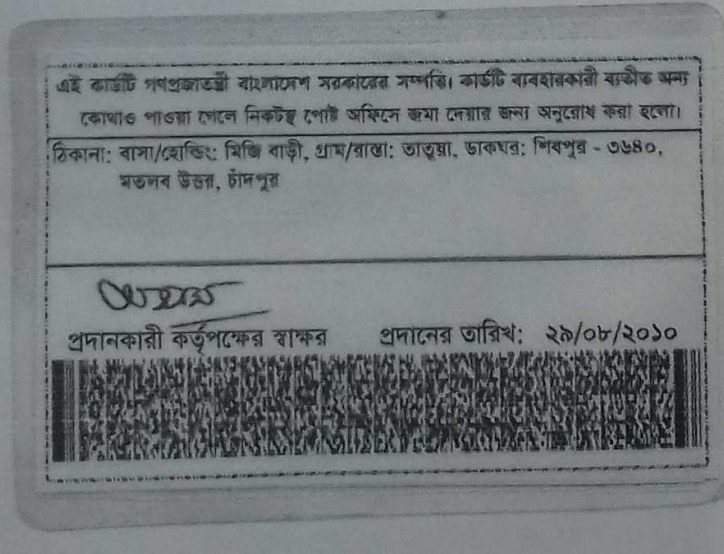 এই কার্ডটি গণপ্রজাতন্ত্রী বাংলাদেশ সরকারের সম্পত্তি। কার্ডটি ব্যবহারকারী ব্যতীত অন্য
কোথাও পাওয়া গেলে নিকটস্থ পোষ্ট অফিসে জমা দেয়ার জন্য অনুরোধ করা হলো।
ঠিকানা: বাসা/হোল্ডিং: মিজি বাড়ী, গ্রাম/রাস্তা: , ডাকঘর: শিবপুর - ৩৬৪০,
মতলব উত্তর, চাঁদপুর
প্রদানকারী কর্তৃপক্ষের স্বাক্ষর প্রদানের তারিখ: ২৯/০৮/২০১০